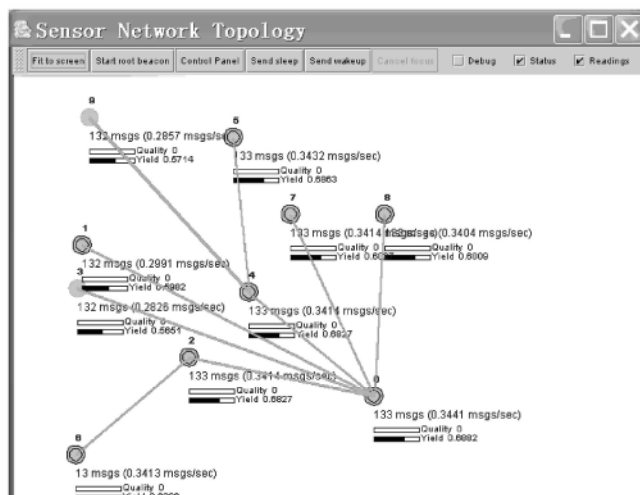 Sensor Network Topology
Fit to screen Start root beacon Control Panel Send sleep Send wakeup Cancel focus Debug Status Readings
9
132 msgs (0.2857 msgs/sec)
Quality 0
Yield 0.5714
5
133 msgs (0.3432 msgs/sec)
Quality 0
Yield 0.6863
7
133 msgs (0.3414
Quality 0
Yield
8
(0.3404 msgs/sec)
Quality 0
Yield 0.6809
1
132 msgs (0.2991 msgs/sec)
Quality 0
Yield 0.5982
3
132 msgs (0.2826 msgs/sec)
Quality 0
Yield 0.5651
4
133 msgs (0.3414 msgs/sec)
Quality 0
Yield 0.6827
2
133 msgs (0.3414 msgs/sec)
Quality 0
Yield 0.6827
133 msgs (0.3441 msgs/sec)
Quality 0
Yield 0.6882
6
13 msgs (0.3413 msgs/sec)
Quality 0